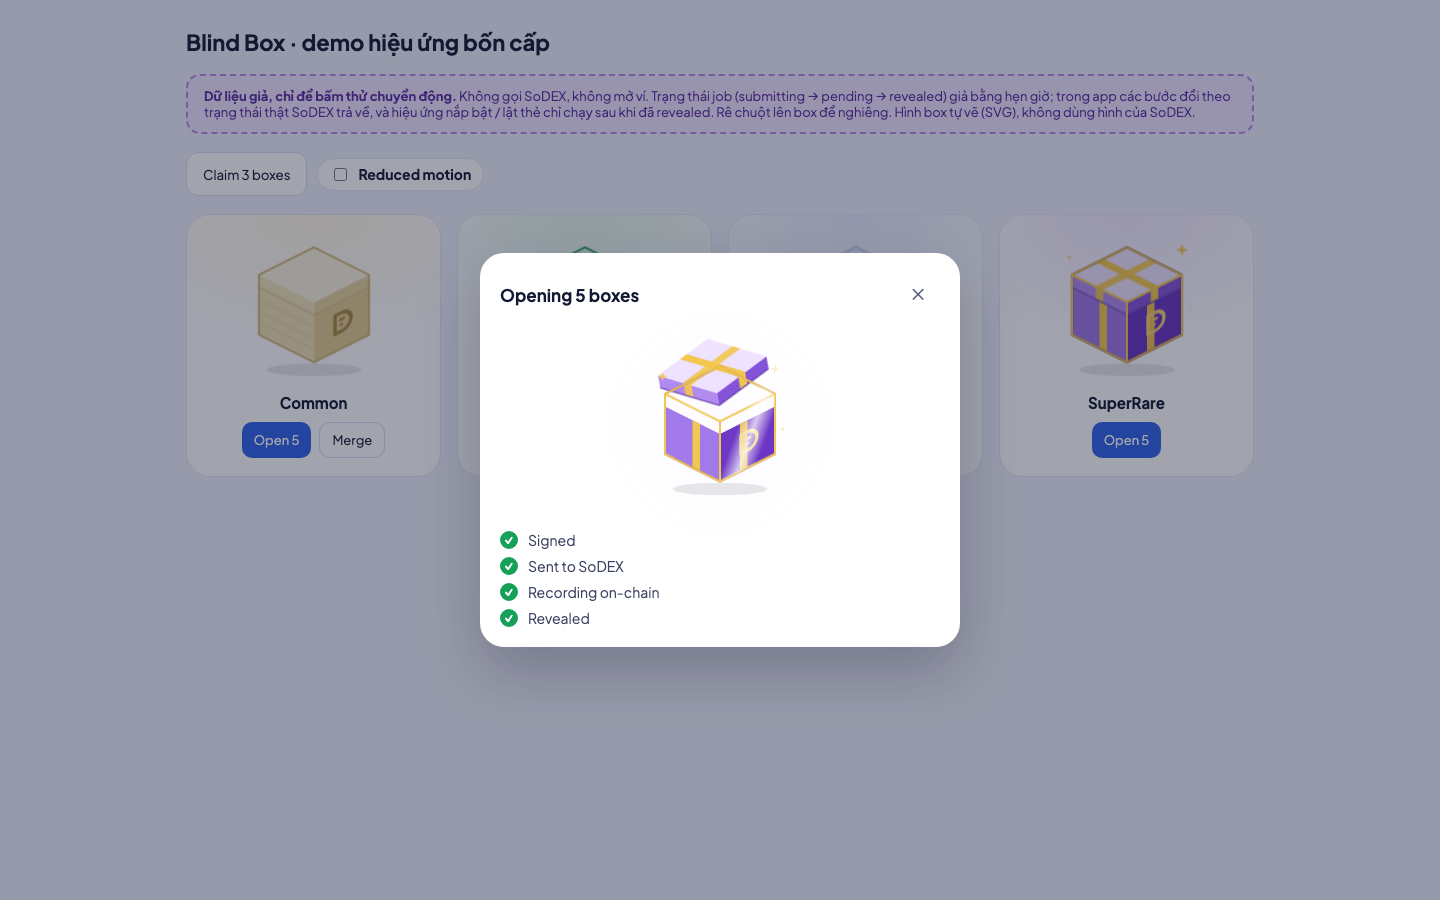 Blind Box · demo hiệu ứng bốn cấp
Dữ liệu giả, chỉ để bấm thử chuyển động. Không gọi SoDEX, không mở ví. Trạng thái job (submitting → pending → revealed) giả bằng hẹn giờ; trong app các bước đổi theo
trạng thái thật SoDEX trả về, và hiệu ứng nắp bật / lật thẻ chỉ chạy sau khi đã revealed. Rê chuột lên box để nghiêng. Hình box tự vẽ (SVG), không dùng hình của SoDEX.
Claim 3 boxes
Reduced motion
Opening 5 boxes
Signed
Sent to SoDEX
Recording on-chain
Revealed
Common
Open 5
Merge
SuperRare
Open 5